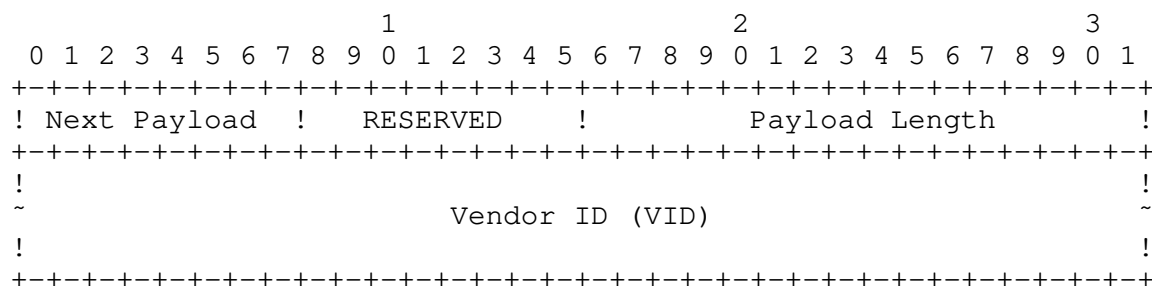 1                   2                   3
 0 1 2 3 4 5 6 7 8 9 0 1 2 3 4 5 6 7 8 9 0 1 2 3 4 5 6 7 8 9 0 1
+-+-+-+-+-+-+-+-+-+-+-+-+-+-+-+-+-+-+-+-+-+-+-+-+-+-+-+-+-+-+-+-+
! Next Payload  !   RESERVED    !         Payload Length        !
+-+-+-+-+-+-+-+-+-+-+-+-+-+-+-+-+-+-+-+-+-+-+-+-+-+-+-+-+-+-+-+-+
!                                                               !
~                        Vendor ID (VID)                        ~
!                                                               !
+-+-+-+-+-+-+-+-+-+-+-+-+-+-+-+-+-+-+-+-+-+-+-+-+-+-+-+-+-+-+-+-+